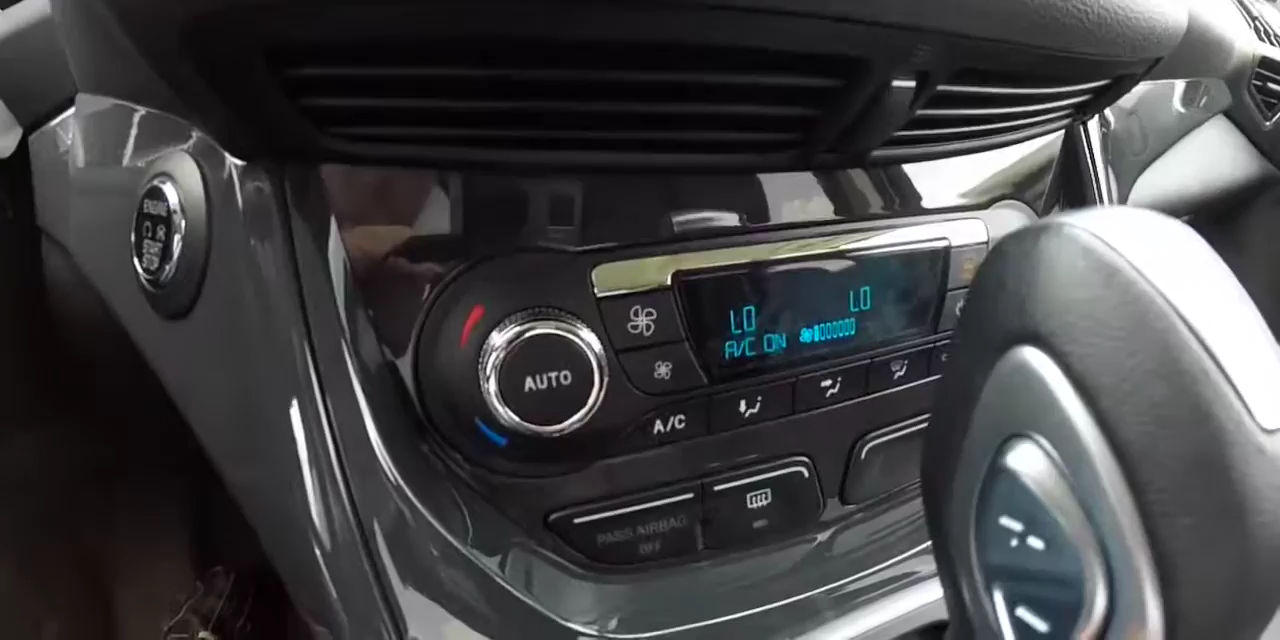 ENGINE
START
STOP
LO LO
A/C ON
AUTO
A/C
PASS AIRBAG
OFF